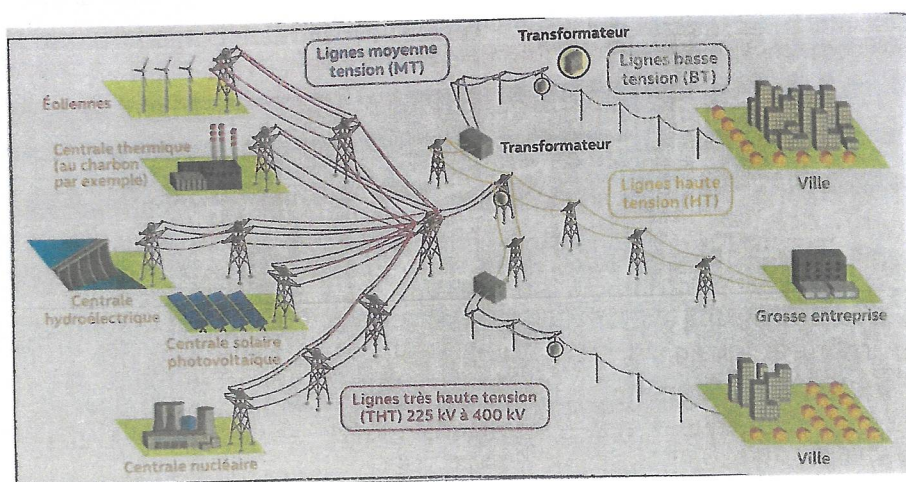 Transformateur
Lignes moyenne
tension (MT)
Lignes basse
tension (BT)
Éoliennes
Centrale thermique
(au charbon
par exemple)
Transformateur
Ville
Lignes haute
tension (HT)
Centrale
hydroélectrique
Centrale solaire
photovoltaïque
Grosse entreprise
Lignes très haute tension
(THT) 225 kV à 400 kV
Centrale nucléaire
Ville